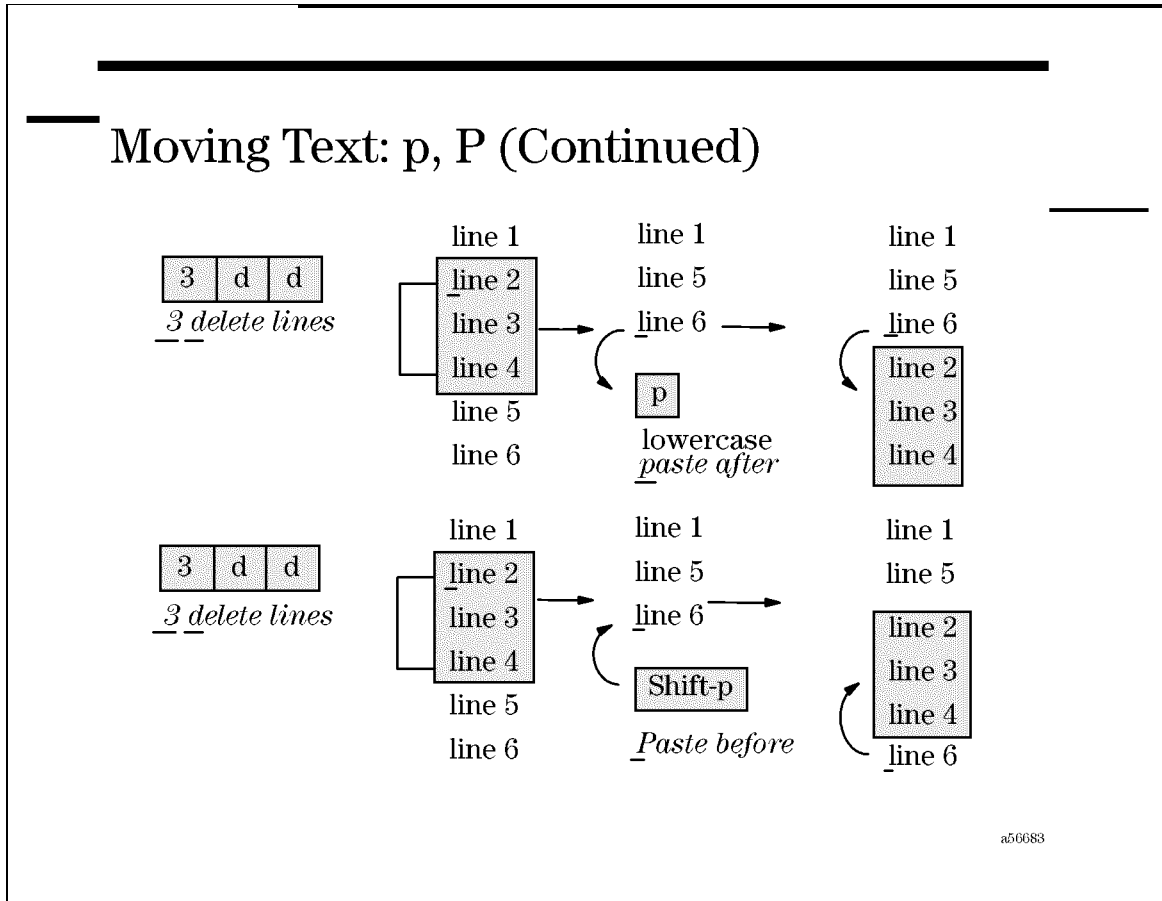 Moving Text: p, P (Continued)
3 d d
3 delete lines
line 1
line 2
line 3
line 4
line 5
line 6
line 1
line 5
line 6
p
lowercase
paste after
line 1
line 5
line 6
line 2
line 3
line 4
3 d d
3 delete lines
line 1
line 2
line 3
line 4
line 5
line 6
line 1
line 5
line 6
Shift-p
Paste before
line 1
line 5
line 2
line 3
line 4
line 6
a56683